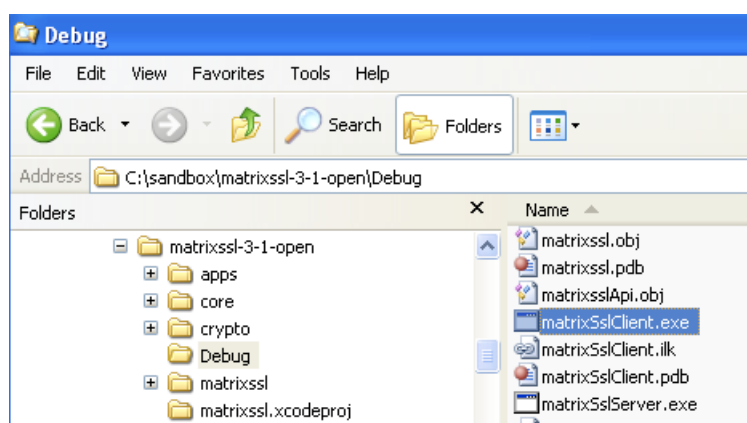 Debug
File Edit View Favorites Tools Help
Back Search Folders
Address C:\sandbox\matrixssl-3-1-open\Debug
Folders
matrixssl-3-1-open
apps
core
crypto
Debug
matrixssl
matrixssl.xcodeproj
Name
matrixssl.obj
matrixssl.pdb
matrixsslApi.obj
matrixSslClient.exe
matrixSslClient.ilk
matrixSslClient.pdb
matrixSslServer.exe